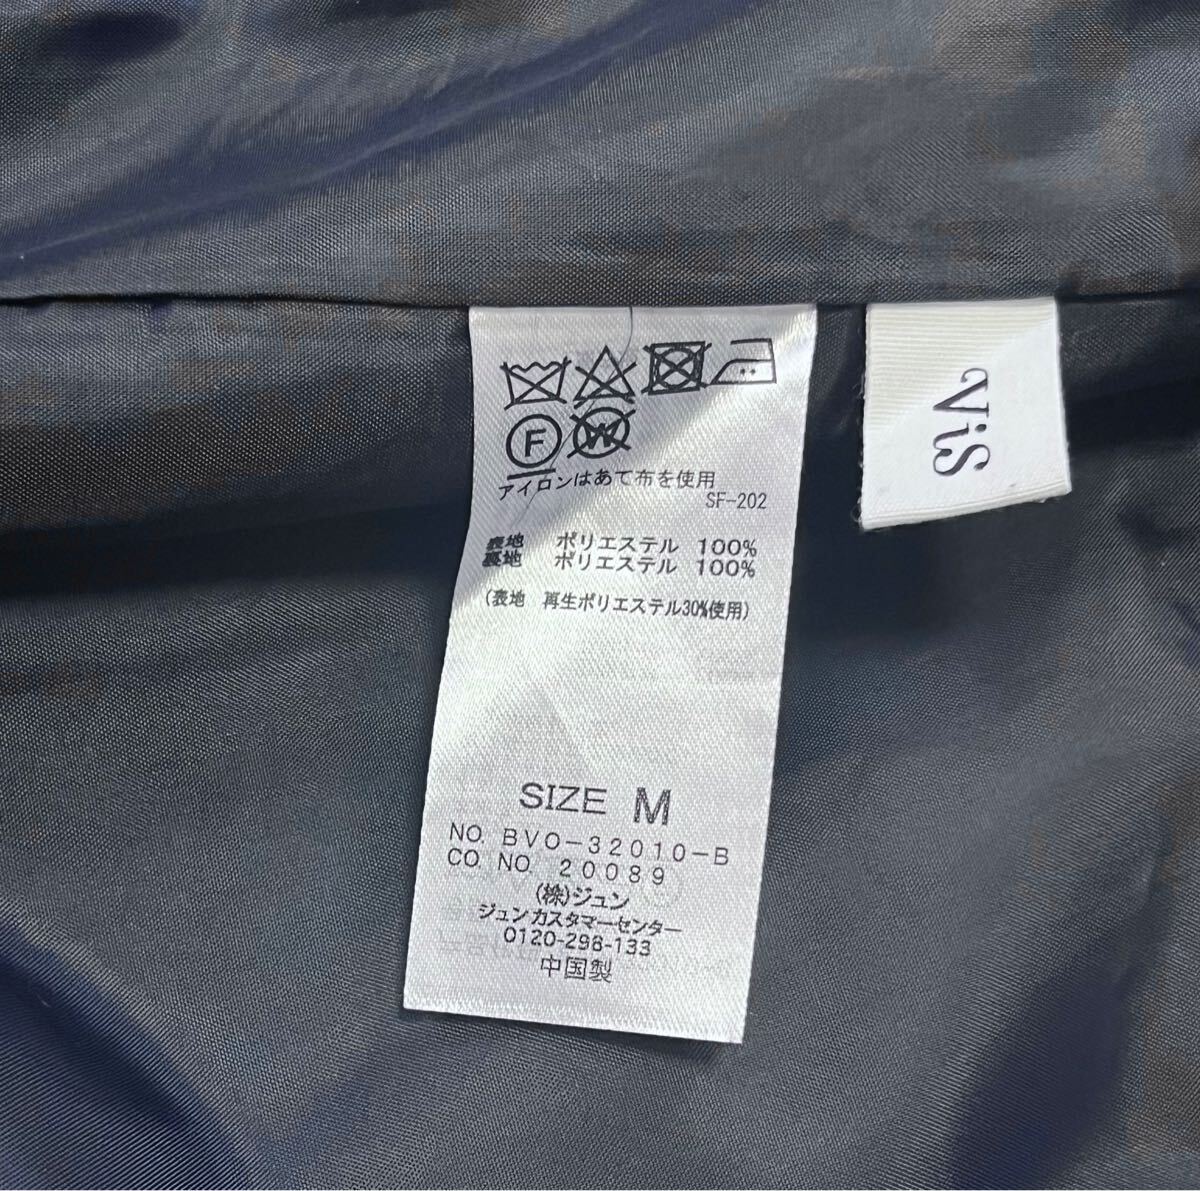 F
W
アイロンはあて布を使用
SF-202
表地 ポリエステル 100%
裏地 ポリエステル 100%
(表地 再生ポリエステル30%使用)
SIZE M
NO. BVO-32010-B
CO. NO. 20089
(株)ジュン
ジュンカスタマーセンター
0120-298-133
中国製
ViS